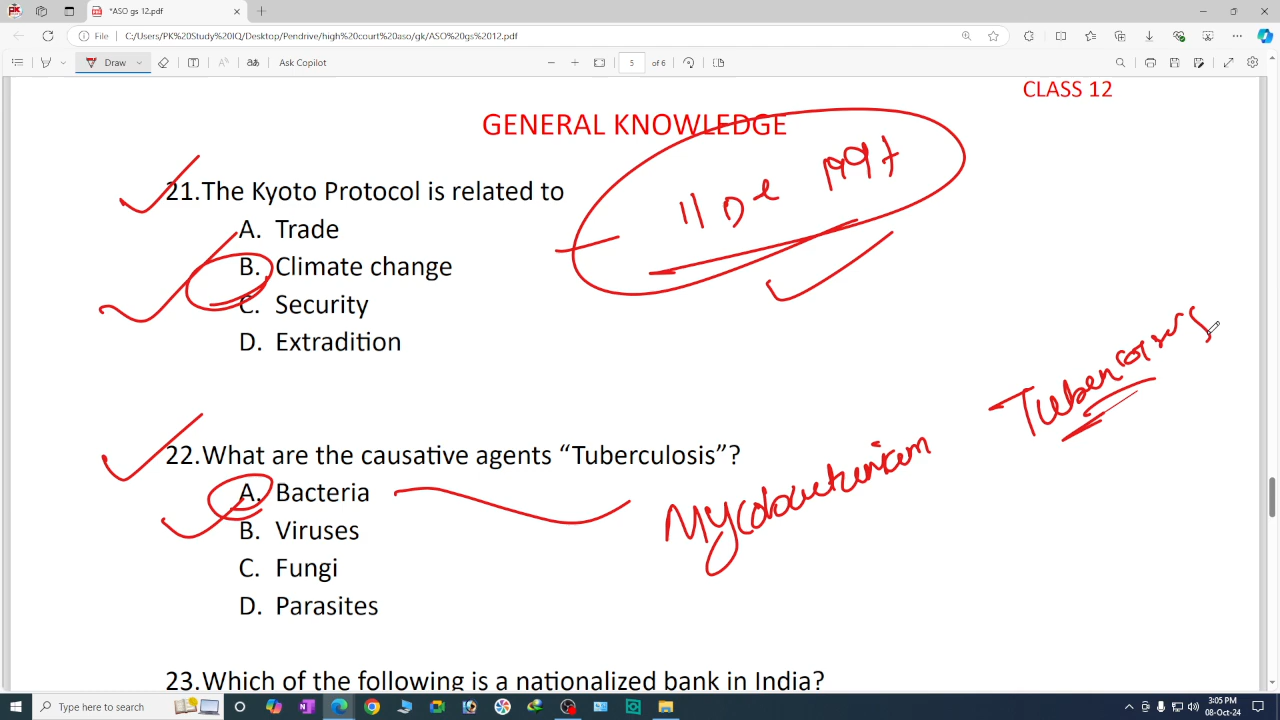 *ASO gs 12.pdf
File
C:/Users/PK%20Study%20IQ/Desktop/Pendrive/high%20court%20aso/gk/ASO%20gs%2012.pdf
Draw
Ask Copilot
5 of 6
CLASS 12
GENERAL KNOWLEDGE
11 De 1997
21.The Kyoto Protocol is related to
A. Trade
B. Climate change
C. Security
D. Extradition
22.What are the causative agents “Tuberculosis”?
A. Bacteria
B. Viruses
C. Fungi
D. Parasites
23.Which of the following is a nationalized bank in India?
Type here to search
3:05 PM
08-Oct-24